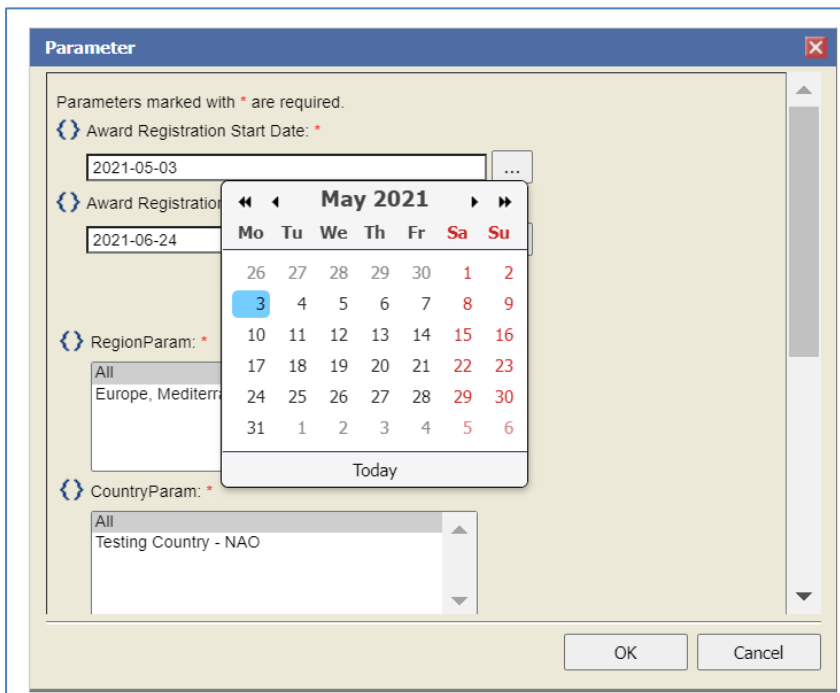 Parameter
Parameters marked with * are required.
{} Award Registration Start Date: *
2021-05-03
...
{} Award Registration
2021-06-24
May 2021
Mo Tu We Th Fr Sa Su
26 27 28 29 30 1 2
3 4 5 6 7 8 9
10 11 12 13 14 15 16
17 18 19 20 21 22 23
24 25 26 27 28 29 30
31 1 2 3 4 5 6
Today
{} RegionParam: *
All
Europe, Mediterra
{} CountryParam: *
All
Testing Country - NAO
OK Cancel